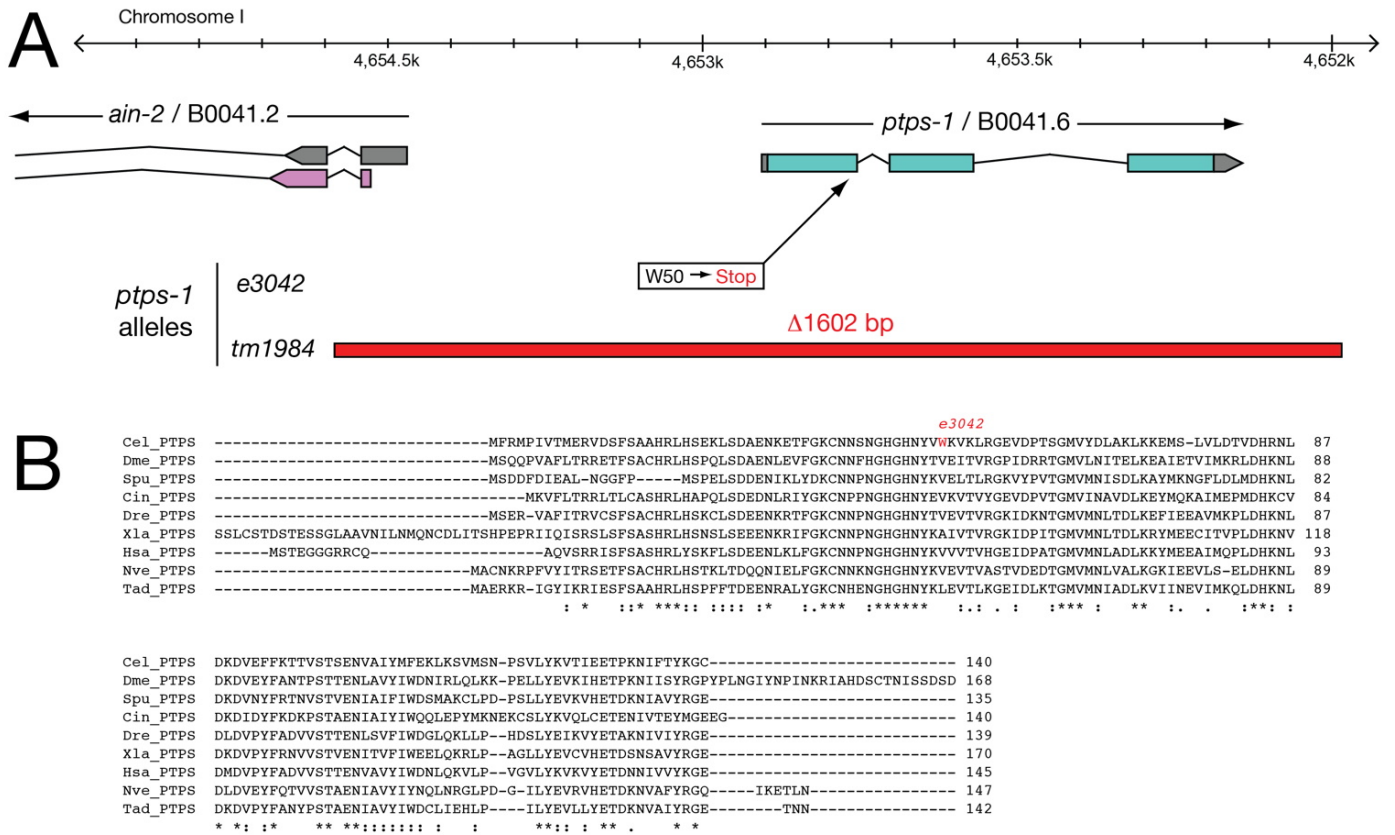 A
Chromosome I
4,654.5k
4,653k
4,653.5k
4,652k
ain-2 / B0041.2
ptps-1 / B0041.6
W50 → Stop
ptps-1 alleles
e3042
tm1984
Δ1602 bp
B
e3042
Cel_PTPS ------------------------------MFRMPIVTMERVDSFSAAHRLHSEKLSDAENKETFGKCNNSNGHGHNYVWKVKLRGEVDPTSGMVYDLAKLKKEMS-LVLDTVDHRNL 87
Dme_PTPS ------------------------------MSQQPVAFLTRRETFSACHRLHSPQLSDAENLEVFGKCNNFHGHGHNYTVEITVRGPIDRRTGMVLNITELKEAIETVIMKRLDHKNL 88
Spu_PTPS ------------------------------MSDDFDIEAL-NGGFP-----MSPELSDDENIKLYDKCNNPNGHGHNYKVELTLRGKVYPVTGMVMNISDLKAYMKNGFLDLMDHKNL 82
Cin_PTPS ----------------------------------MKVFLTRRLTLCASHRLHAPQLSDEDNLRIYGKCNNPNGHGHNYEVKVTVYGEVDPVTGMVINAVDLKEYMQKAIMEPMDHKCV 84
Dre_PTPS ------------------------------MSER-VAFITRVCSFSASHRLHSKCLSDEENKRTFGKCNNPNGHGHNYTVEVTVRGKIDKNTGMVMNLTDLKEFIEEAVMKPLDHKNL 87
Xla_PTPS SSLCSTDSTESSGLAAVNILNMQNCDLITSHPEPRIIQISRSLSFSASHRLHSNSLSEEENKRTFGKCNNPNGHGHNYKAIVTVRGKIDPITGMVMNLTDLKRYMEECITVPLDHKNV 118
Hsa_PTPS ------MSTEGGGRRCQ-------------------AQVSRRISFSASHRLYSKFLSDEENLKLFGKCNNPNGHGHNYKVVVTVHGEIDPATGMVMNLADLKKYMEEAIMQPLDHKNL 93
Nve_PTPS ----------------------------MACNKRPFVYITRSETFSACHRLHSTKLTDQQNIELFGKCNNKNGHGHNYKVEVTVASTVDEDTGMVMNLVALKGKIEEVLS-ELDHKNL 89
Tad_PTPS ----------------------------MAERKR-IGYIKRIESFSAAHRLHSPFFTDEENRALYGKCNHENGHGHNYKLEVTLKGEIDLKTGMVMNIADLKVIINEVIMKQLDHKNL 89
: * ::* ***:: :::: :* :.*** :****** :.:. . : :*** ** :. . :**: :
Cel_PTPS DKDVEFFKTTVSTSENVAIYMFEKLKSVMSN-PSVLYKVTIEETPKNIFTYKGC--------------------------- 140
Dme_PTPS DKDVEYFANTPSTTENLAVYIWDNIRLQLKK-PELLYEVKIHETPKNIISYRGPYPLNGIYNPINKRIAHDSCTNISSDSD 168
Spu_PTPS DKDVNYFRTNVSTVENIAIFIWDSMAKCLPD-PSLLYEVKVHETDKNIAVYRGE--------------------------- 135
Cin_PTPS DKDIDYFKDKPSTAENIAIYIWQQLEPYMKNEKCSLYKVQLCETENIVTEYMGEEG------------------------- 140
Dre_PTPS DLDVPYFADVVSTTENLSVFIWDGLQKLLP-HDSLYEIKVYETAKNIVIYRGE---------------------------- 139
Xla_PTPS DKDVPYFRNVVSTVENITVFIWEELQKRLP--AGLLYEVCVHETDSNSAVYRGE--------------------------- 170
Hsa_PTPS DMDVPYFADVVSTTENVAVYIWDNLQKVLP--VGVLYKVKVYETDNNIVVYKGE--------------------------- 145
Nve_PTPS DLDVEYFQTVVSTAENIAVYIYNQLNRGLPD-G-ILYEVRVHETDKNVAFYRGQ-----IKETLN---------------- 147
Tad_PTPS DKDVPYFANYPSTAENIAVYIWDCLIEHLP----ILYEVLLYETDKNVAIYRGE--------TNN---------------- 142
* *: :* ** **:::::::: : : **:: : ** . * *